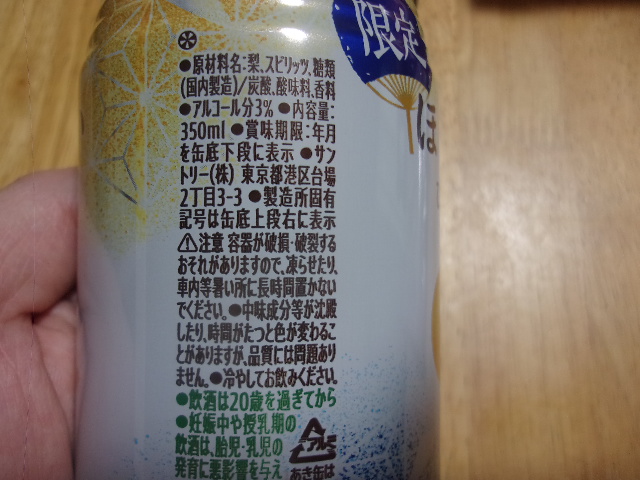 限定
ほ
●原材料名:梨、スピリッツ、糖類
(国内製造)/炭酸、酸味料、香料
●アルコール分3% ●内容量:
350ml ●賞味期限:年月
を缶底下段に表示 ●サン
トリー(株) 東京都港区台場
2丁目3-3 ●製造所固有
記号は缶底上段右に表示
⚠注意 容器が破損・破裂する
おそれがありますので、凍らせたり、
車内等暑い所に長時間置かない
でください。●中味成分等が沈殿
したり、時間がたつと色が変わるこ
とがありますが、品質には問題あり
ません。●冷やしてお飲みください。
●飲酒は20歳を過ぎてから
●妊娠中や授乳期の
飲酒は、胎児・乳児の
発育に悪影響を与え
アルミ
あき缶は